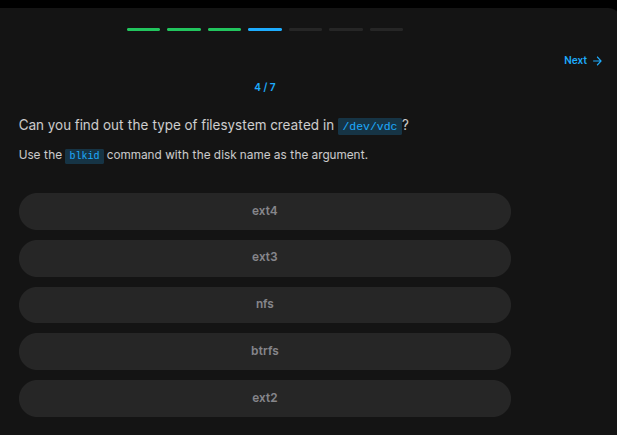 Next →
4 / 7
Can you find out the type of filesystem created in /dev/vdc ?
Use the blkid command with the disk name as the argument.
ext4
ext3
nfs
btrfs
ext2